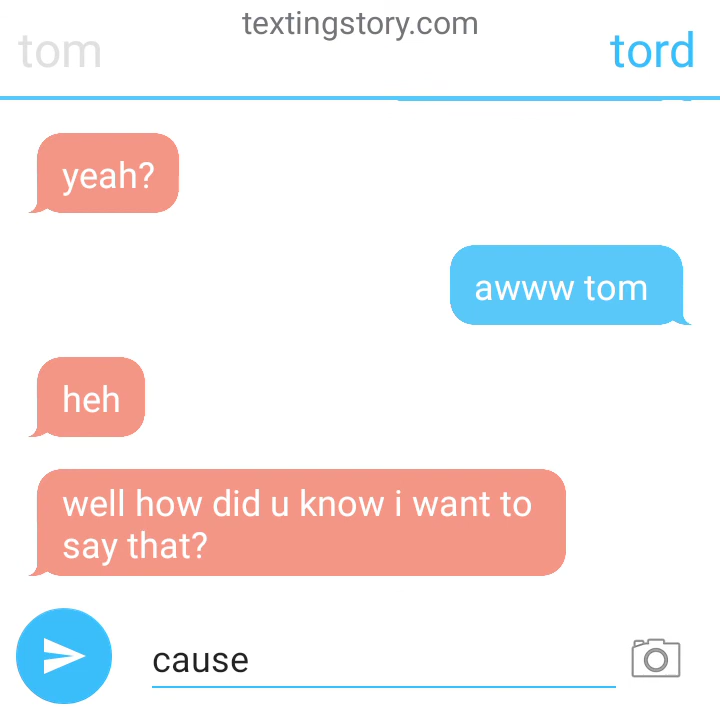 textingstory.com
tom
tord
yeah?
awww tom
heh
well how did u know i want to
say that?
cause